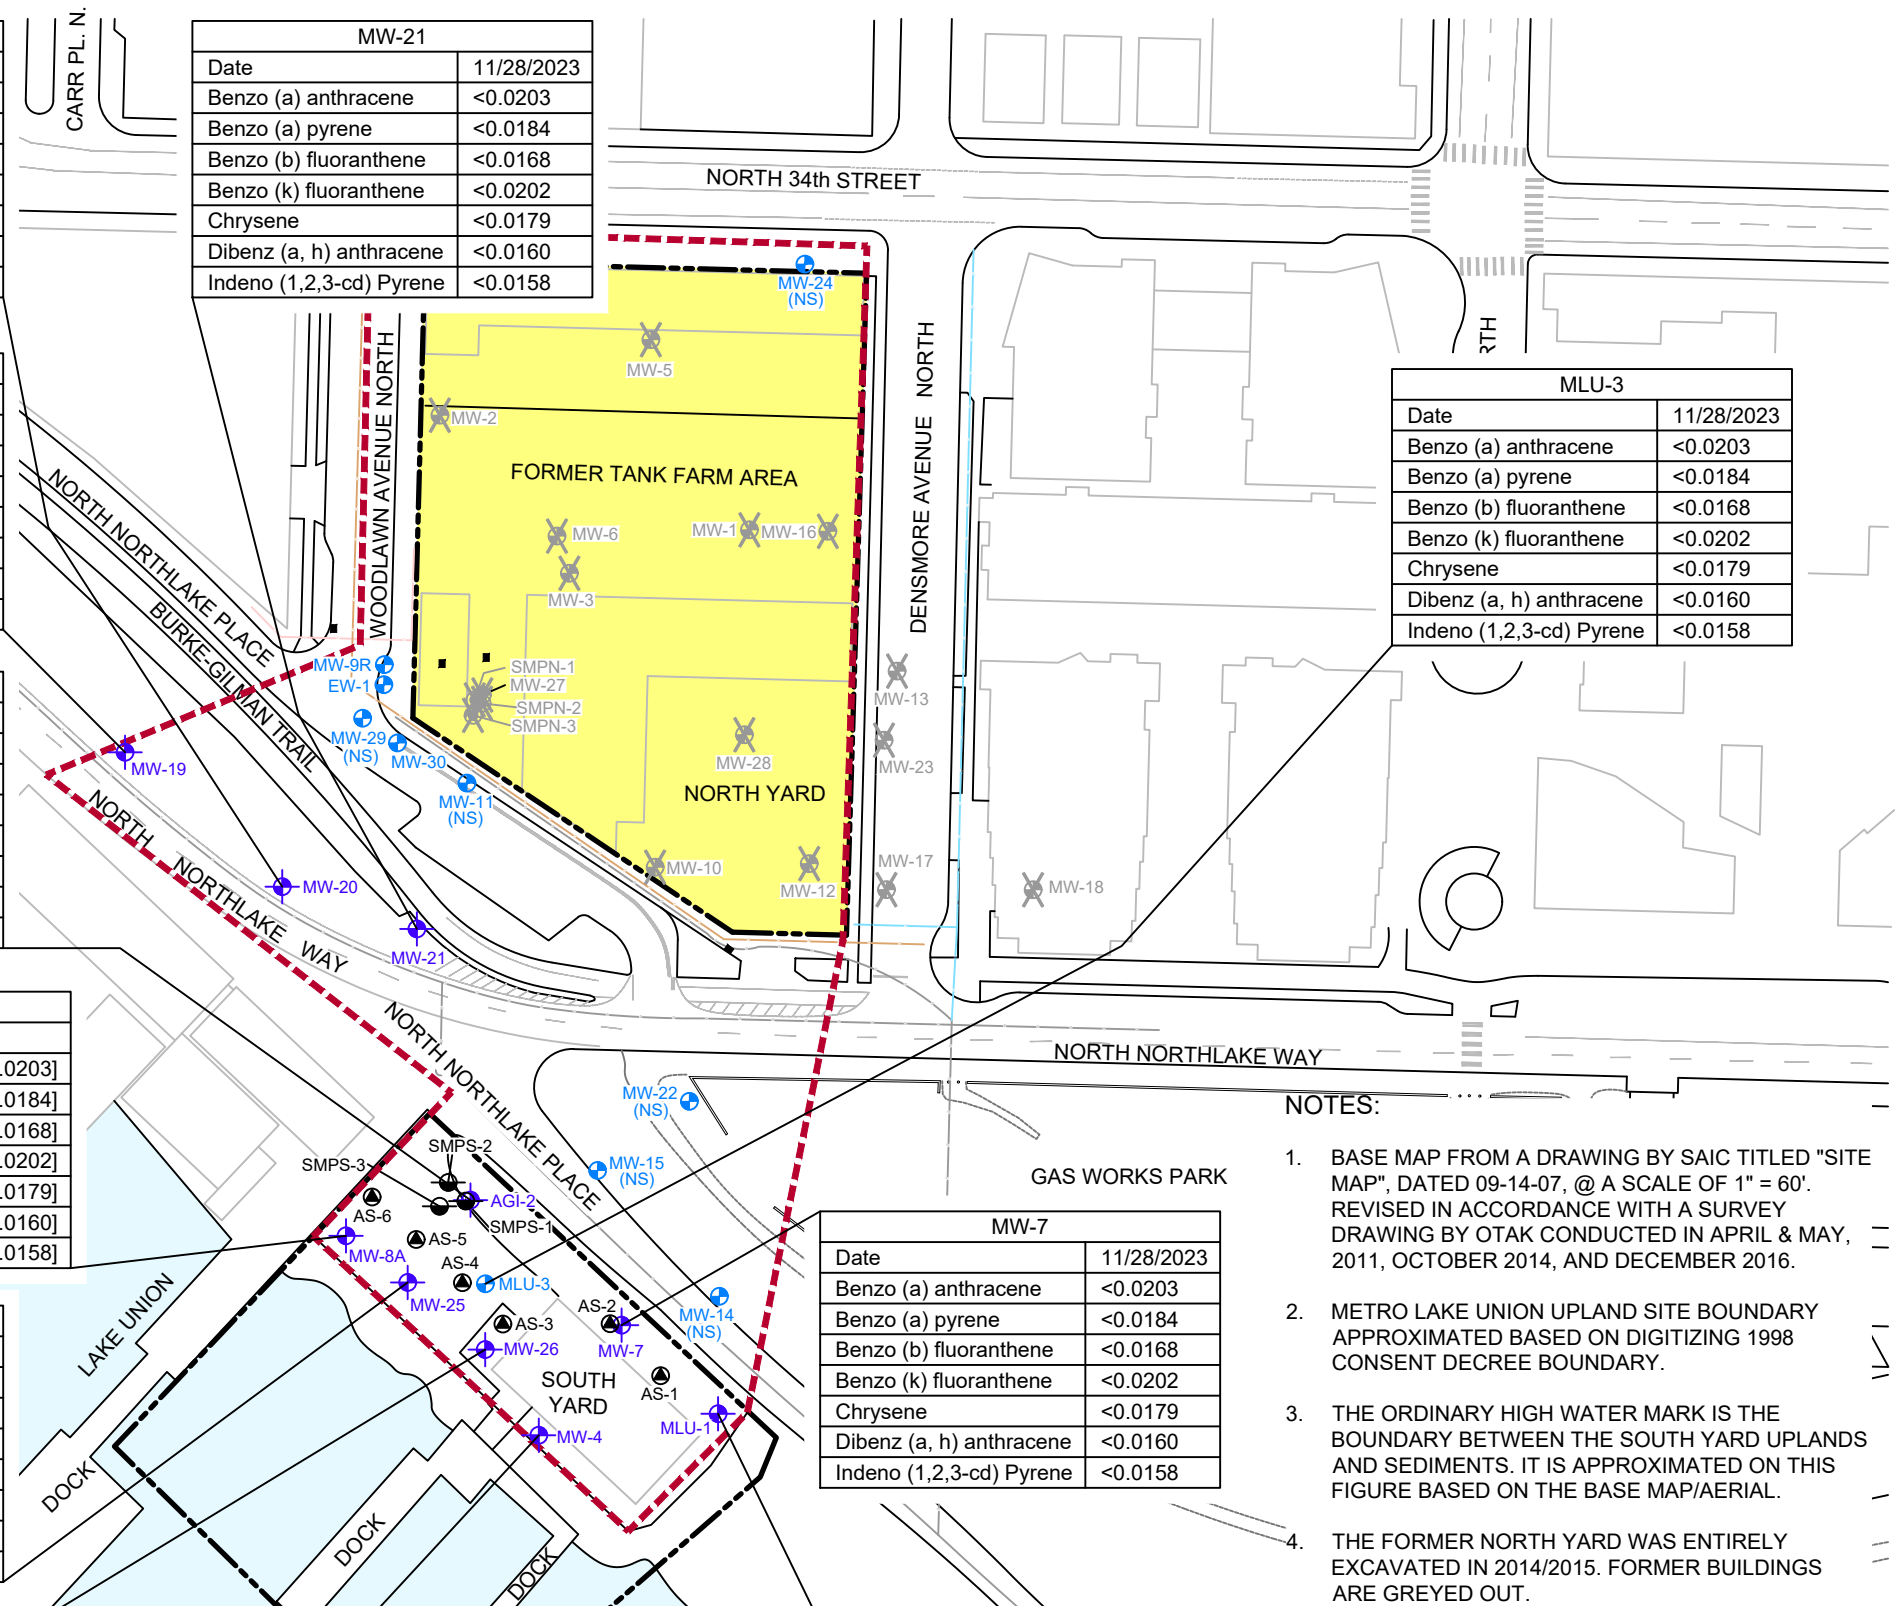 CARR PL. N.
MW-21
Date 11/28/2023
Benzo (a) anthracene <0.0203
Benzo (a) pyrene <0.0184
Benzo (b) fluoranthene <0.0168
Benzo (k) fluoranthene <0.0202
Chrysene <0.0179
Dibenz (a, h) anthracene <0.0160
Indeno (1,2,3-cd) Pyrene <0.0158
NORTH 34th STREET
MW-24
(NS)
MW-5
MW-2
WOODLAWN AVENUE NORTH
DENSMORE AVENUE NORTH
RTH
FORMER TANK FARM AREA
MW-6
MW-1
MW-16
MW-3
MLU-3
Date 11/28/2023
Benzo (a) anthracene <0.0203
Benzo (a) pyrene <0.0184
Benzo (b) fluoranthene <0.0168
Benzo (k) fluoranthene <0.0202
Chrysene <0.0179
Dibenz (a, h) anthracene <0.0160
Indeno (1,2,3-cd) Pyrene <0.0158
NORTH NORTHLAKE PLACE
BURKE-GILMAN TRAIL
MW-9R
EW-1
SMPN-1
MW-27
SMPN-2
SMPN-3
MW-13
MW-29
(NS)
MW-30
MW-19
MW-28
MW-23
MW-11
(NS)
NORTH YARD
NORTH NORTHLAKE WAY
MW-20
MW-10
MW-12
MW-17
MW-18
MW-21
NORTH NORTHLAKE PLACE
NORTH NORTHLAKE WAY
.0203]
.0184]
.0168]
.0202]
.0179]
.0160]
.0158]
MW-22
(NS)
SMPS-2
SMPS-3
MW-15
(NS)
GAS WORKS PARK
AS-6
AGI-2
SMPS-1
AS-5
MW-8A
AS-4
MLU-3
MW-25
AS-3
AS-2
MW-14
(NS)
MW-26
MW-7
SOUTH
YARD
AS-1
MLU-1
MW-4
LAKE UNION
DOCK
DOCK
DOCK
MW-7
Date 11/28/2023
Benzo (a) anthracene <0.0203
Benzo (a) pyrene <0.0184
Benzo (b) fluoranthene <0.0168
Benzo (k) fluoranthene <0.0202
Chrysene <0.0179
Dibenz (a, h) anthracene <0.0160
Indeno (1,2,3-cd) Pyrene <0.0158
NOTES:
1. BASE MAP FROM A DRAWING BY SAIC TITLED "SITE
MAP", DATED 09-14-07, @ A SCALE OF 1" = 60'.
REVISED IN ACCORDANCE WITH A SURVEY
DRAWING BY OTAK CONDUCTED IN APRIL & MAY,
2011, OCTOBER 2014, AND DECEMBER 2016.
2. METRO LAKE UNION UPLAND SITE BOUNDARY
APPROXIMATED BASED ON DIGITIZING 1998
CONSENT DECREE BOUNDARY.
3. THE ORDINARY HIGH WATER MARK IS THE
BOUNDARY BETWEEN THE SOUTH YARD UPLANDS
AND SEDIMENTS. IT IS APPROXIMATED ON THIS
FIGURE BASED ON THE BASE MAP/AERIAL.
4. THE FORMER NORTH YARD WAS ENTIRELY
EXCAVATED IN 2014/2015. FORMER BUILDINGS
ARE GREYED OUT.